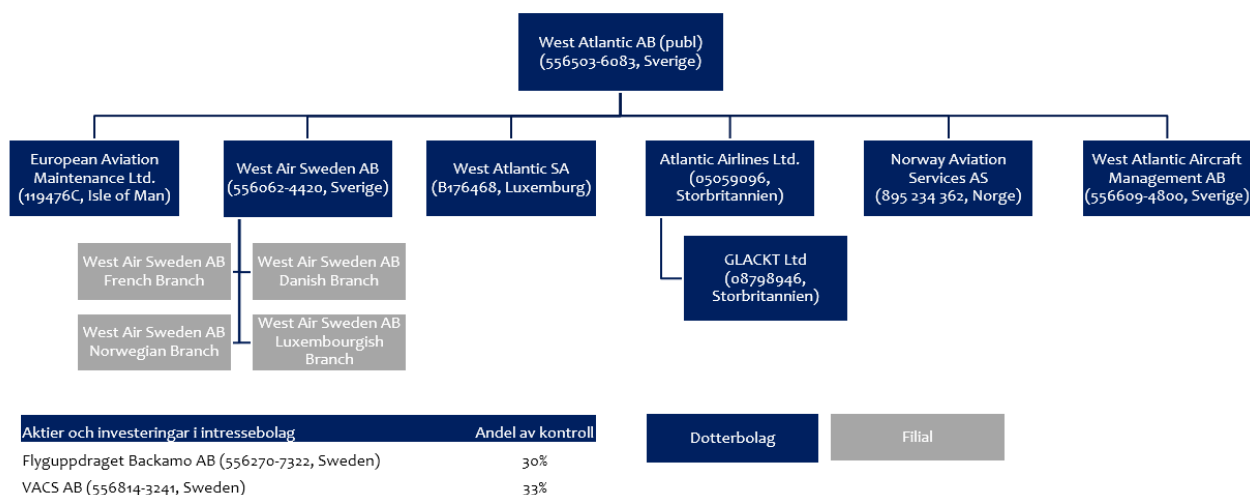 West Atlantic AB (publ)
(556503-6083, Sverige)
European Aviation
Maintenance Ltd.
(119476C, Isle of Man)
West Air Sweden AB
(556062-4420, Sverige)
West Atlantic SA
(B176468, Luxemburg)
Atlantic Airlines Ltd.
(05059096,
Storbritannien)
Norway Aviation
Services AS
(895 234 362, Norge)
West Atlantic Aircraft
Management AB
(556609-4800, Sverige)
West Air Sweden AB
French Branch
West Air Sweden AB
Danish Branch
GLACKT Ltd
(08798946,
Storbritannien)
West Air Sweden AB
Norwegian Branch
West Air Sweden AB
Luxembourgish
Branch
Aktier och investeringar i intressebolag Andel av kontroll
Flyguppdraget Backamo AB (556270-7322, Sweden) 30%
VACS AB (556814-3241, Sweden) 33%
Dotterbolag
Filial